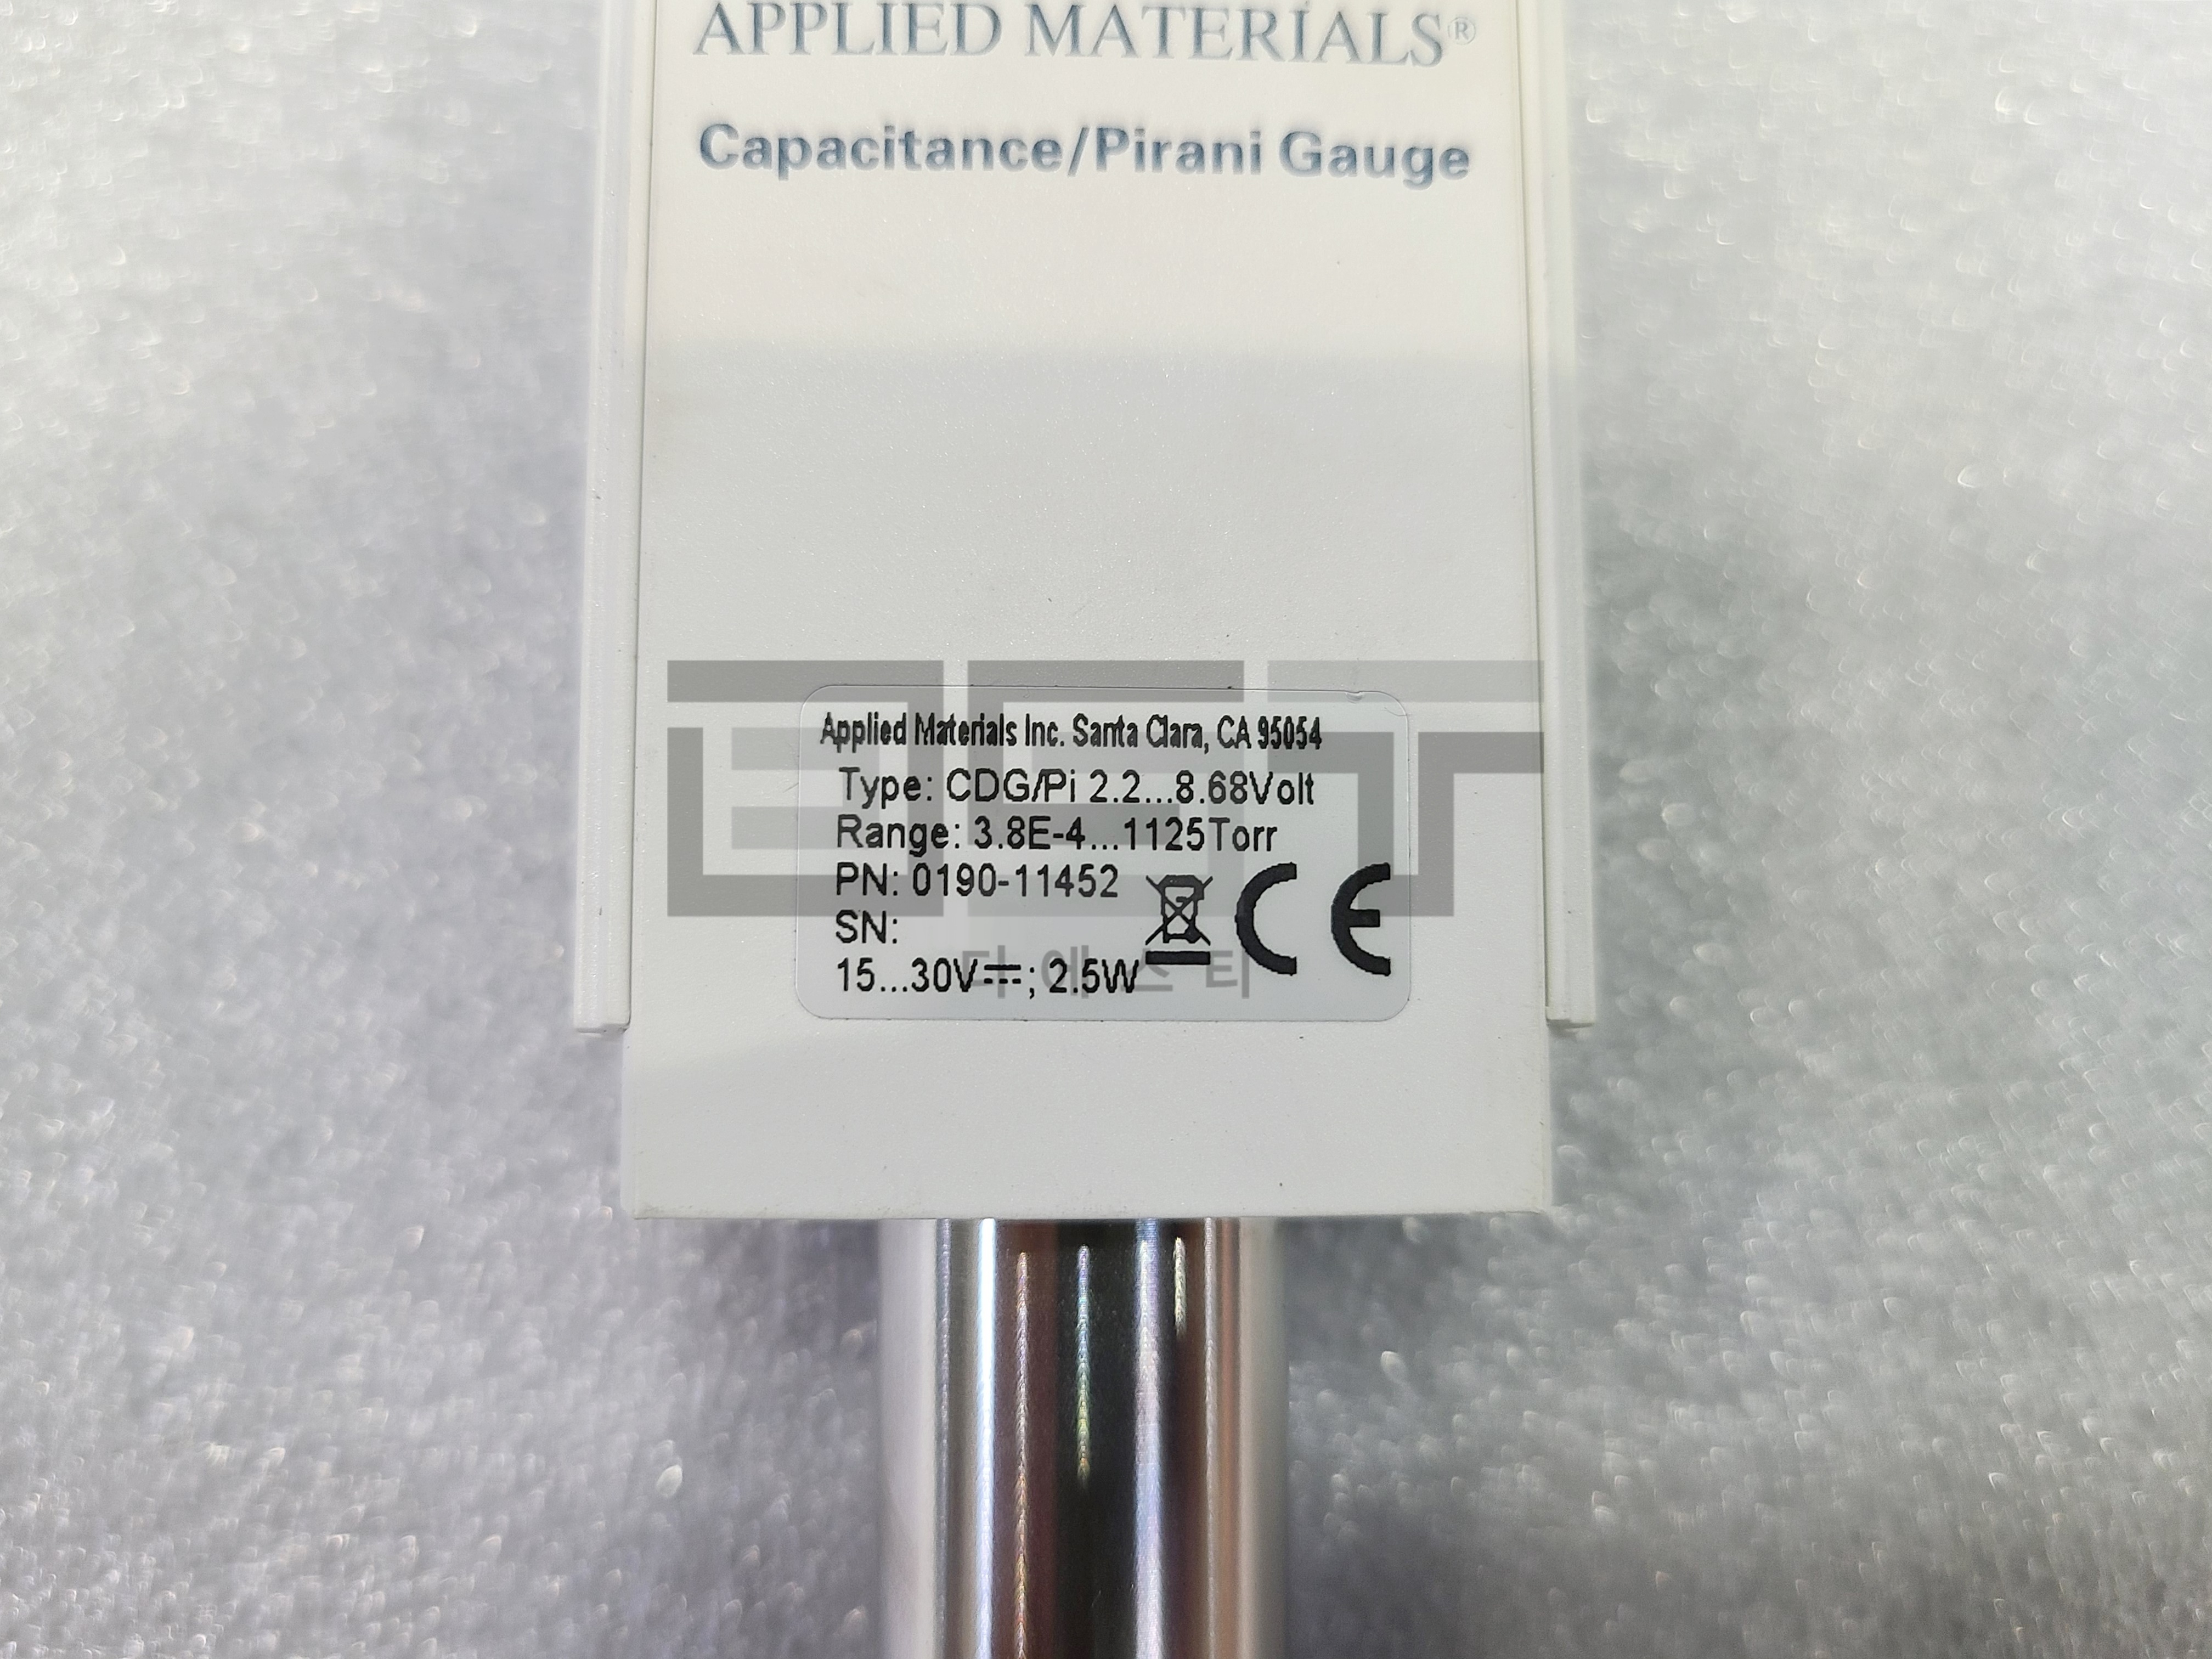 APPLIED MATERIALS®
Capacitance/Pirani Gauge
Applied Materials Inc. Santa Clara, CA 95054
Type: CDG/Pi 2.2...8.68Volt
Range: 3.8E-4...1125Torr
PN: 0190-11452
SN:
15...30V⎓; 2.5W
CE
디에스티